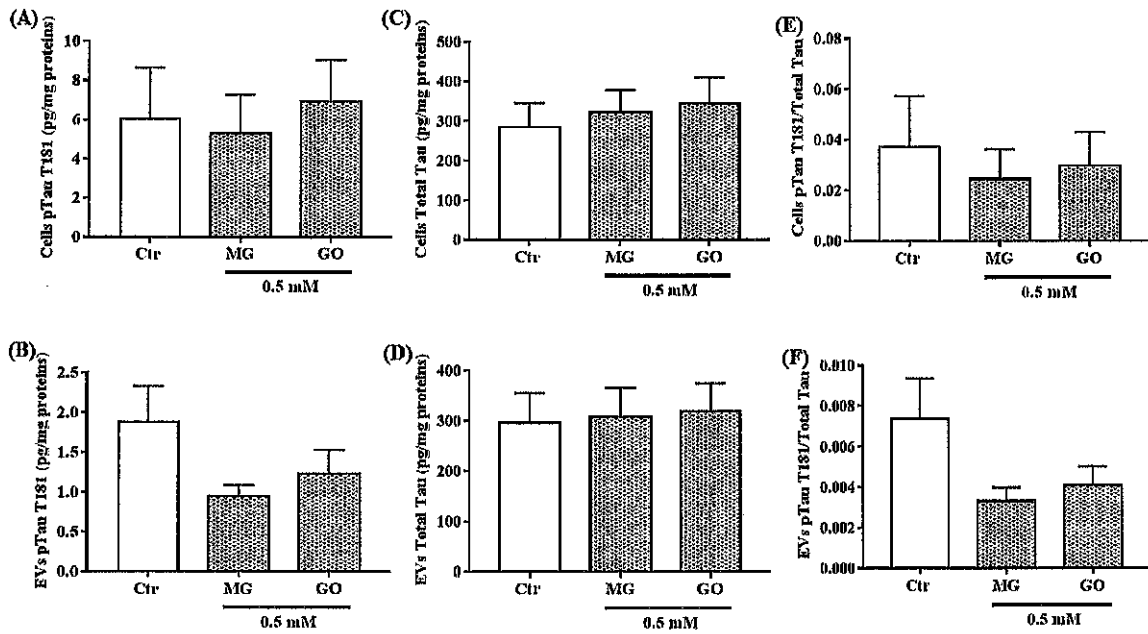 (A)
Cells pTau T181 (pg/mg proteins)
10
8
6
4
2
0
Ctr MG GO
0.5 mM
(C)
Cells Total Tau (pg/mg proteins)
500
400
300
200
100
0
Ctr MG GO
0.5 mM
(E)
Cells pTau T181/Total Tau
0.08
0.06
0.04
0.02
0.00
Ctr MG GO
0.5 mM
(B)
EVs pTau T181 (pg/mg proteins)
2.5
2.0
1.5
1.0
0.5
0.0
Ctr MG GO
0.5 mM
(D)
EVs Total Tau (pg/mg proteins)
400
300
200
100
0
Ctr MG GO
0.5 mM
(F)
EVs pTau T181/Total Tau
0.010
0.008
0.006
0.004
0.002
0.000
Ctr MG GO
0.5 mM